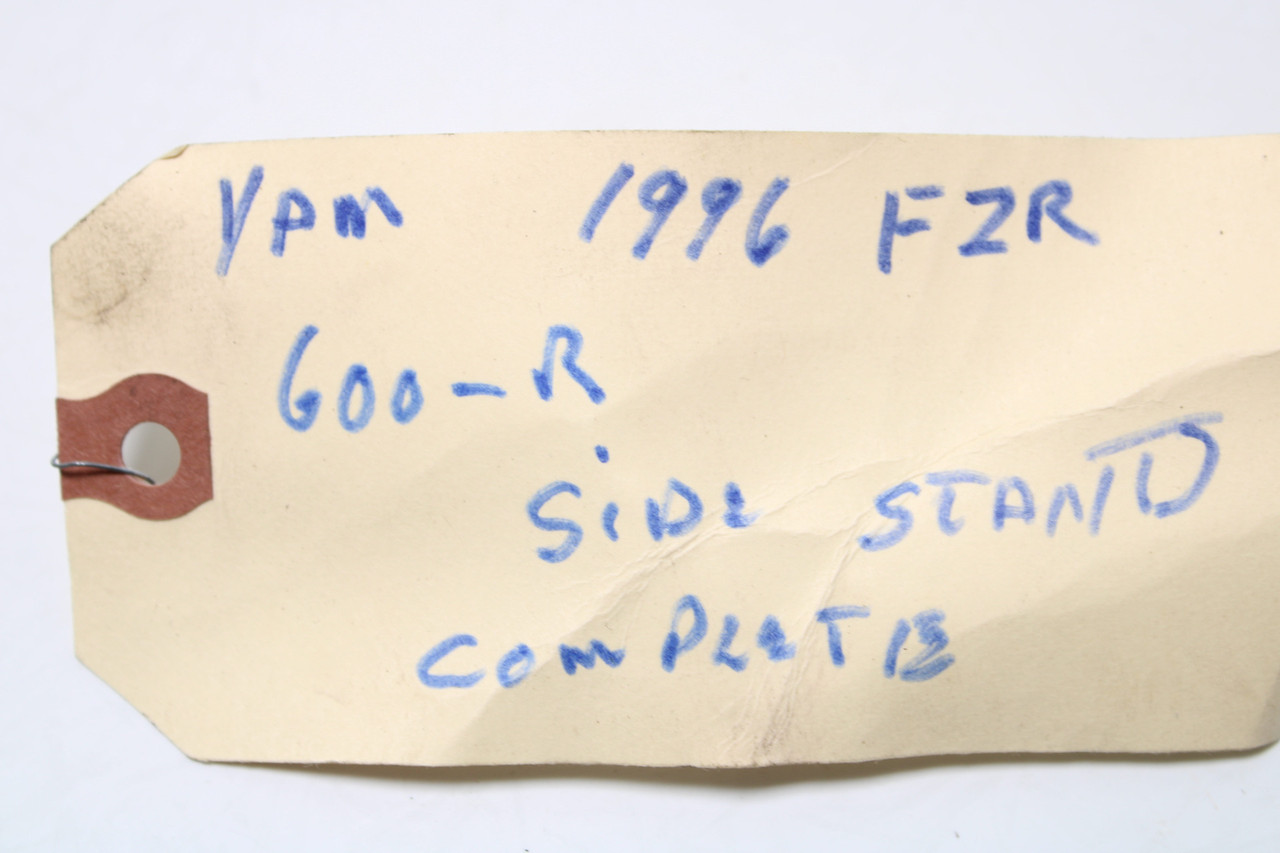 YAM 1996 FZR
600-R
SiDE STAND
COMPLETE